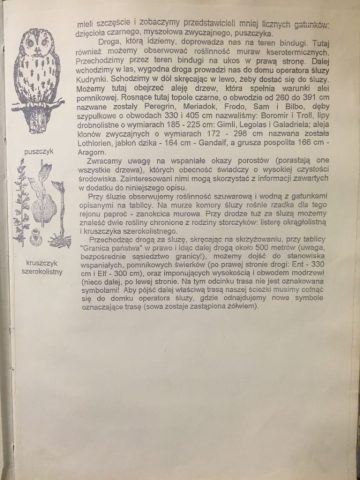 mieli szczęście i zobaczymy przedstawicieli mniej licznych gatunków:
dzięcioła czarnego, myszołowa zwyczajnego, puszczyka.
Droga, którą idziemy, doprowadza nas na teren bindugi. Tutaj
również możemy obserwować roślinność muraw kserotermicznych.
Przechodzimy przez teren bindugi na ukos w prawą stronę. Dalej
wchodzimy w las, wygodna droga prowadzi nas do domu operatora śluzy
Kudrynki. Schodzimy w dół skręcając w lewo, żeby dostać się do śluzy.
Możemy tutaj obejrzeć aleję drzew, która spełnia warunki alei
pomnikowej. Rosnące tutaj topole czarne, o obwodzie od 260 do 391 cm
nazwane zostały Peregrin, Meriadok, Frodo, Sam i Bilbo, dęby
szypułkowe o obwodach 330 i 405 cm nazwaliśmy: Boromir i Troll, lipy
drobnolistne o wymiarach 185 - 225 cm: Gimli, Legolas i Galadriela; aleja
klonów zwyczajnych o wymiarach 172 - 298 cm nazwana została
Lothlorien, jabłoń dzika - 164 cm - Gandalf, a grusza pospolita 166 cm -
Aragorn.
Zwracamy uwagę na wspaniałe okazy porostów (porastają one
wszystkie drzewa), których obecność świadczy o wysokiej czystości
środowiska. Zainteresowani nimi mogą skorzystać z informacji zawartych
w dodatku do niniejszego opisu.
Przy śluzie obserwujemy roślinność szuwarową i wodną z gatunkami
opisanymi na tablicy. Na murze komory śluzy rośnie rzadka dla tego
rejonu paproć - zanokcica murowa. Przy drodze tuż za śluzą możemy
znaleść dwie rośliny chronione z rodziny storczyków: listerę okrągłolistną
i kruszczyka szerokolistnego.
Przechodząc drogą za śluzę, skręcając na skrzyżowaniu, przy tablicy
"Granica państwa" w prawo i idąc dalej drogą około 500 metrów (uwaga,
bezpośrednie sąsiedztwo granicy!), możemy dojść do stanowiska
wspaniałych, pomnikowych świerków (po prawej stronie drogi: Ent - 330
cm i Elf - 300 cm), oraz imponujących wysokością i obwodem modrzewi
(nieco dalej, po lewej stronie. Na tym odcinku trasa nie jest oznakowana
symbolami! Aby pójść dalej właściwą trasą naszej ścieżki musimy cofnąć
się do domku operatora śluzy, gdzie odnajdujemy nowe symbole
oznaczające trasę (sowa zostaje zastąpiona żółwiem).
puszczyk
kruszczyk
szerokolistny